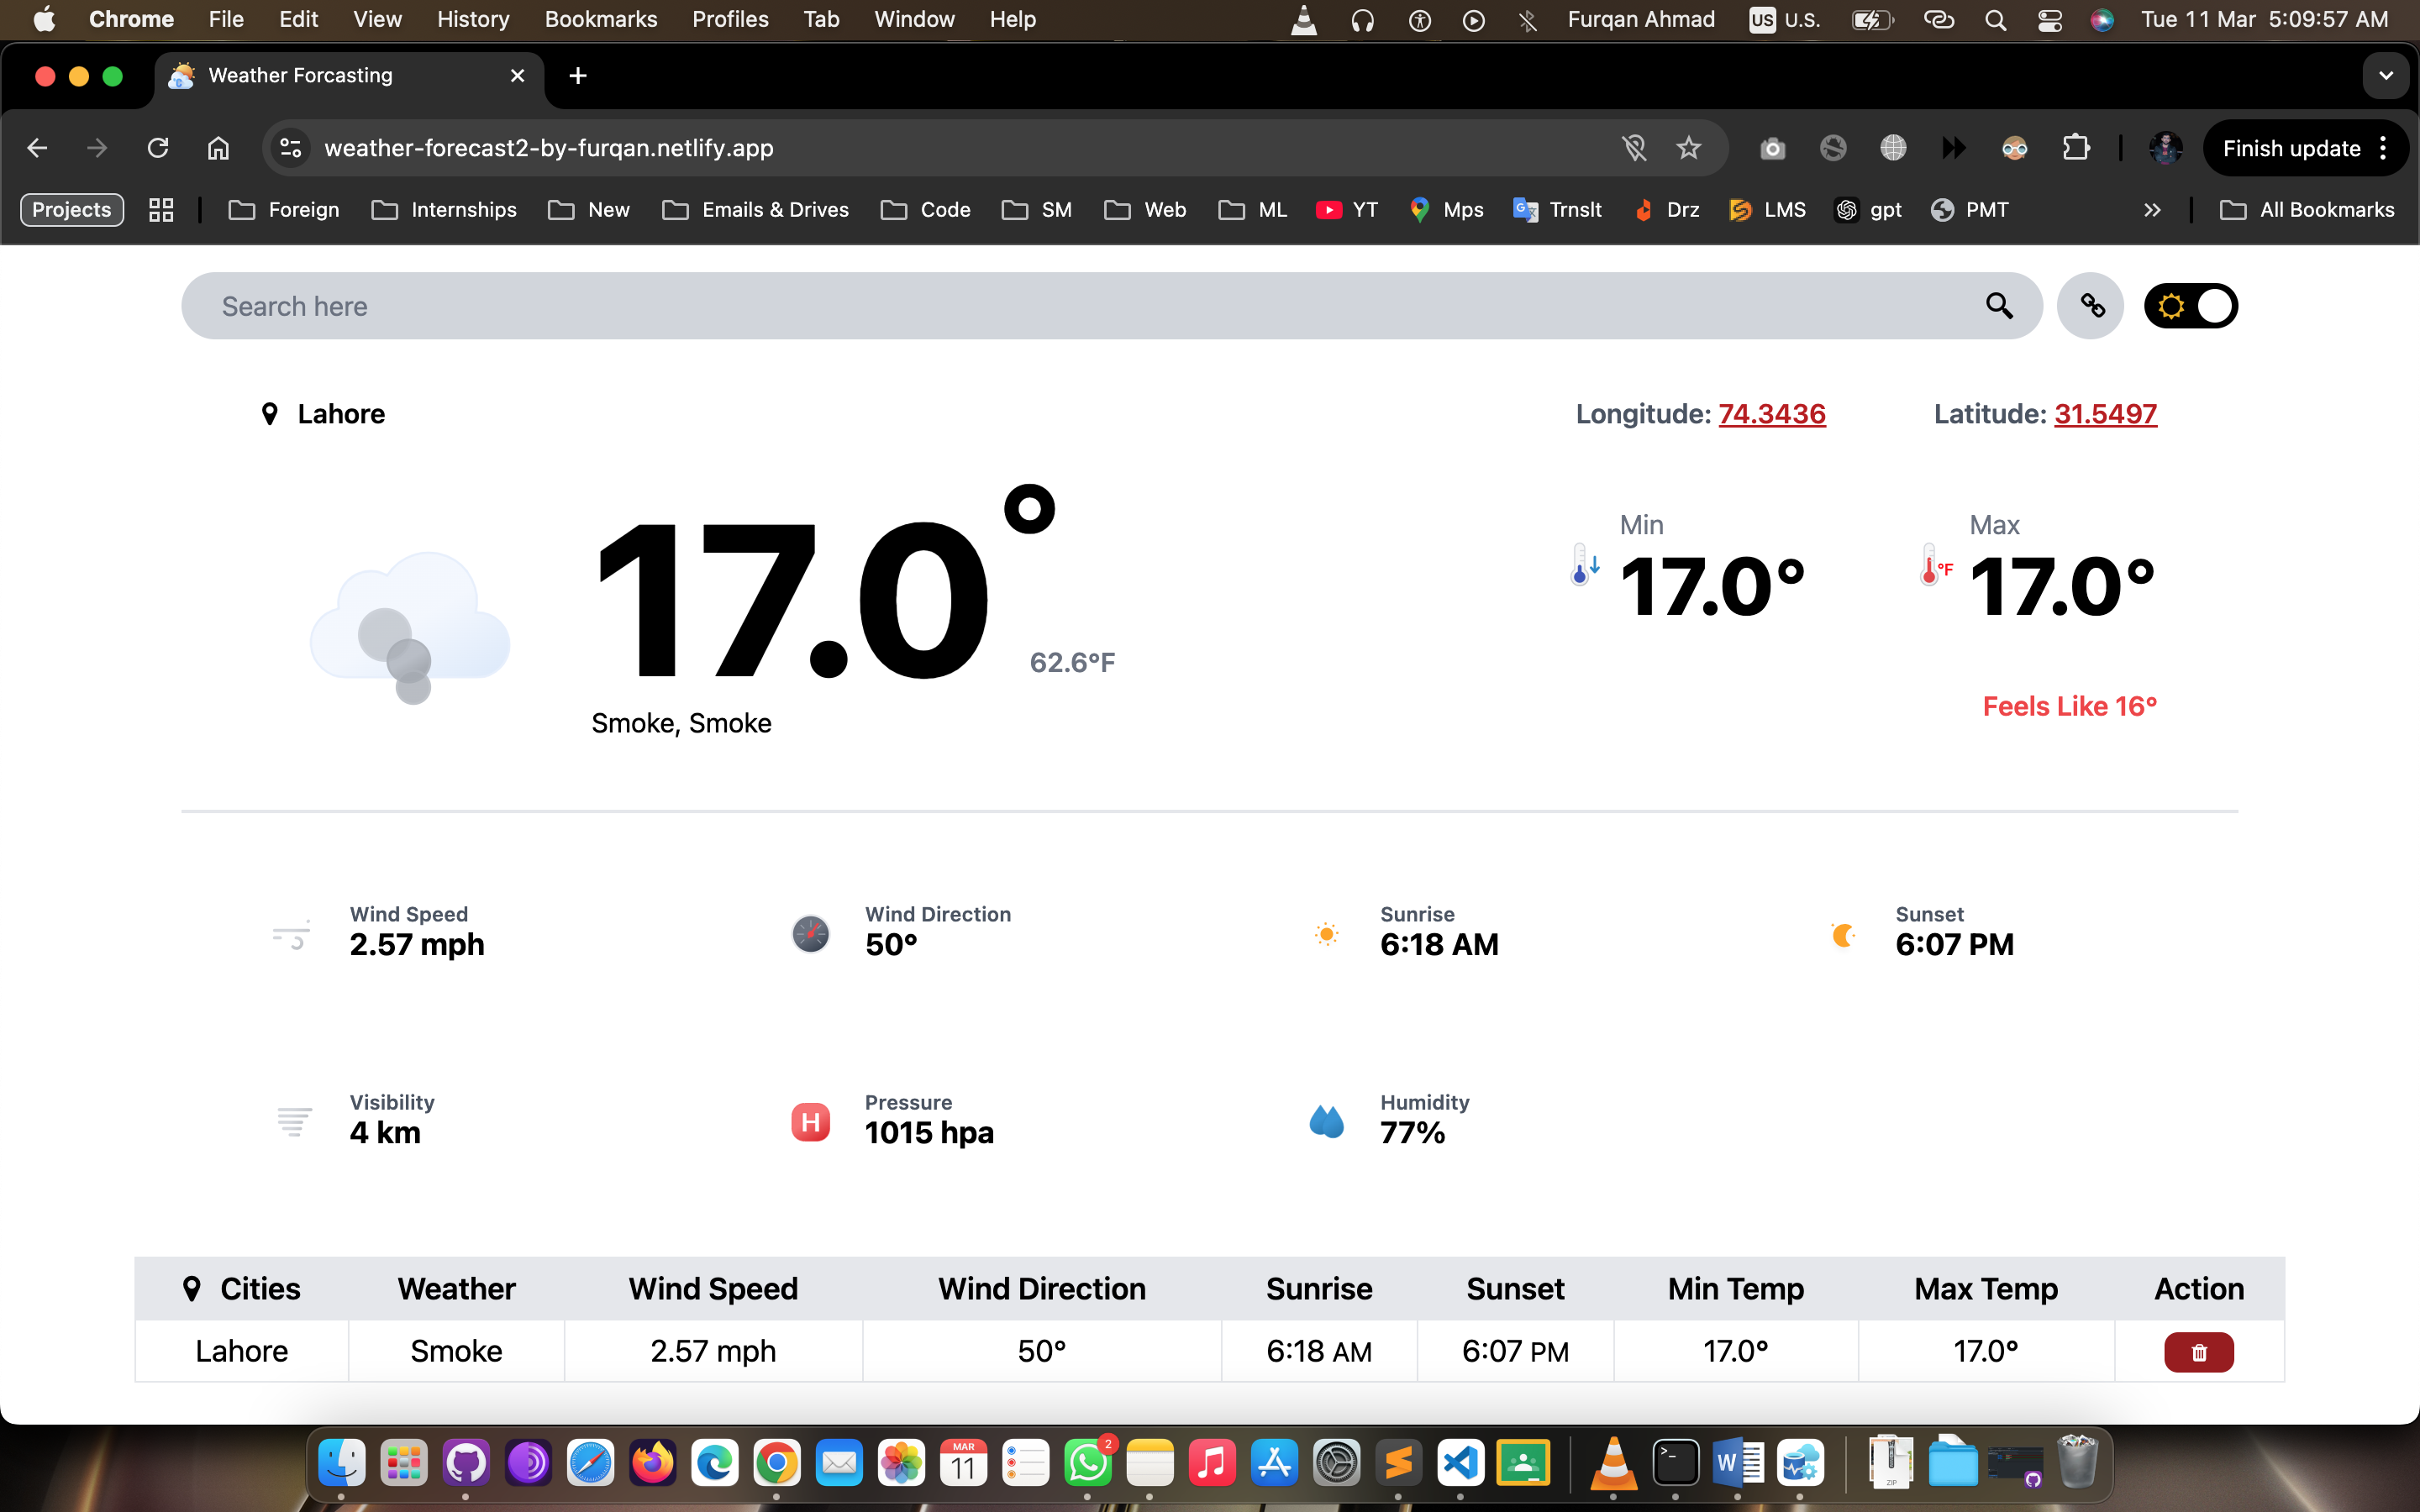 Chrome File Edit View History Bookmarks Profiles Tab Window Help Furqan Ahmad US U.S. Tue 11 Mar 5:09:57 AM
Weather Forcasting
weather-forecast2-by-furqan.netlify.app Finish update
Projects Foreign Internships New Emails & Drives Code SM Web ML YT Mps Trnslt Drz LMS gpt PMT All Bookmarks
Search here
Lahore Longitude: 74.3436 Latitude: 31.5497
Min Max
17.0° 62.6°F 17.0° °F 17.0°
Smoke, Smoke Feels Like 16°
Wind Speed Wind Direction Sunrise Sunset
2.57 mph 50° 6:18 AM 6:07 PM
Visibility Pressure Humidity
4 km H 1015 hpa 77%
Cities Weather Wind Speed Wind Direction Sunrise Sunset Min Temp Max Temp Action
Lahore Smoke 2.57 mph 50° 6:18 AM 6:07 PM 17.0° 17.0°
MAR 2
11 W ZIP